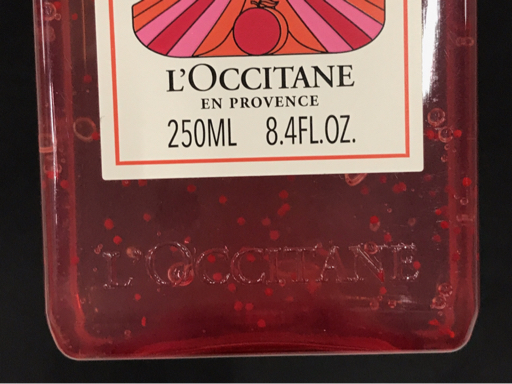 L'OCCITANE
EN PROVENCE
250ML 8.4FL.OZ.
L'OCCITANE